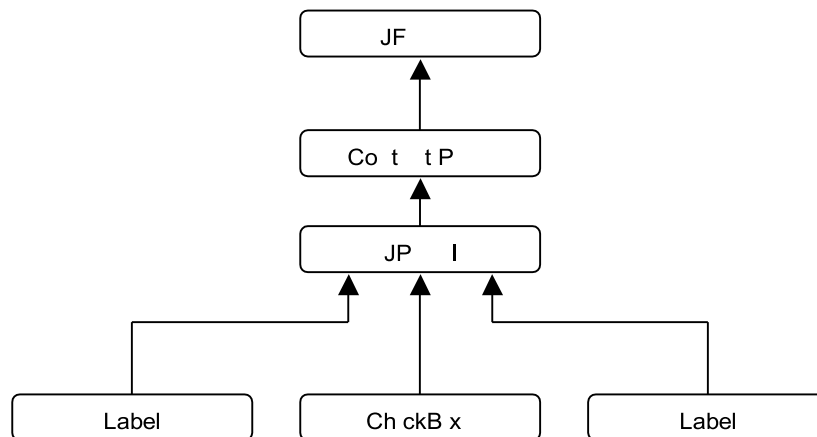 JF
Co t t P
JP l
Label
Ch ckB x
Label